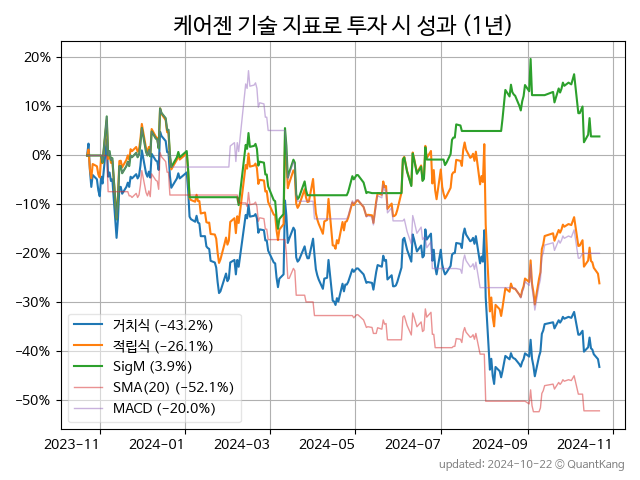 케어젠 기술 지표로 투자 시 성과 (1년)
20%
10%
0%
−10%
−20%
−30%
−40%
−50%
거치식 (−43.2%)
적립식 (−26.1%)
SigM (3.9%)
SMA(20) (−52.1%)
MACD (−20.0%)
2023-11
2024-01
2024-03
2024-05
2024-07
2024-09
2024-11
updated: 2024-10-22 © QuantKang